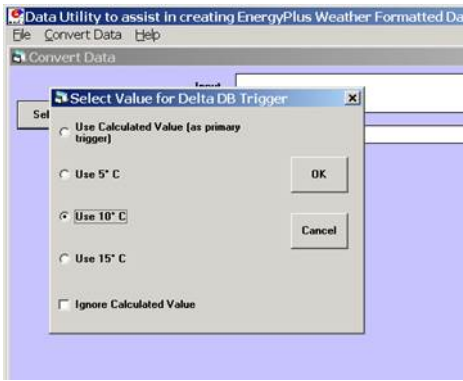 Data Utility to assist in creating EnergyPlus Weather Formatted Da
File Convert Data Help
Convert Data
Input
Sel
Select Value for Delta DB Trigger
Use Calculated Value (as primary
trigger)
Use 5° C
OK
Use 10° C
Cancel
Use 15° C
Ignore Calculated Value